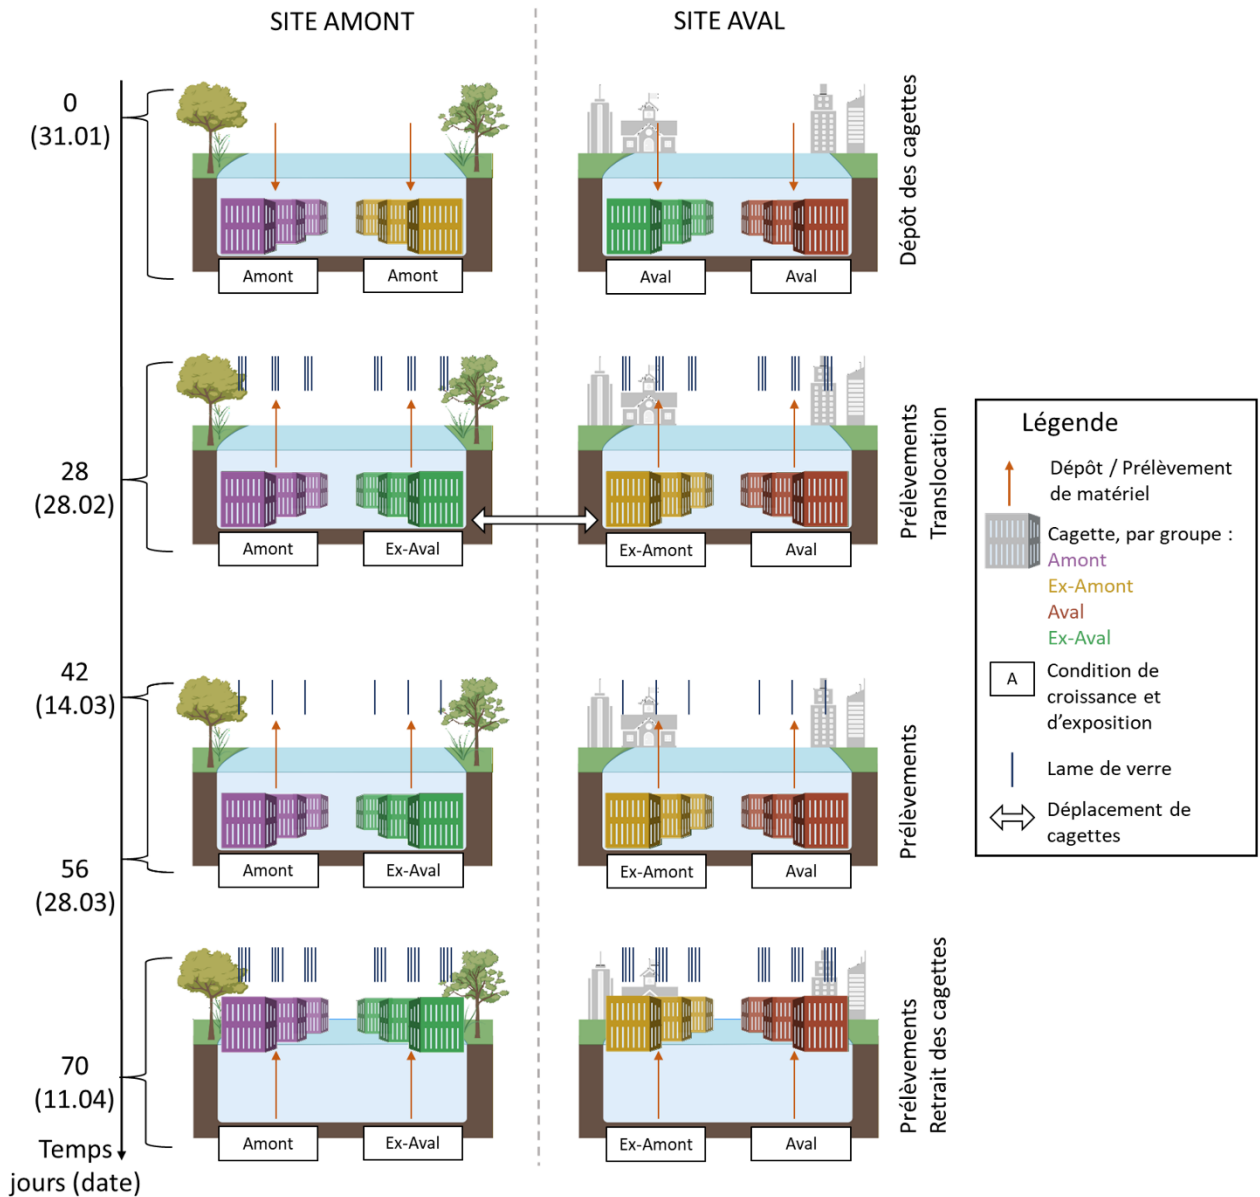 SITE AMONT
SITE AVAL
0
(31.01)
Amont
Amont
Aval
Aval
Dépôt des cagettes
28
(28.02)
Amont
Ex-Aval
Ex-Amont
Aval
Prélèvements
Translocation
42
(14.03)
56
(28.03)
Amont
Ex-Aval
Ex-Amont
Aval
Prélèvements
70
(11.04)
Amont
Ex-Aval
Ex-Amont
Aval
Prélèvements
Retrait des cagettes
Temps
jours (date)
Légende
Dépôt / Prélèvement
de matériel
Cagette, par groupe :
Amont
Ex-Amont
Aval
Ex-Aval
A
Condition de
croissance et
d'exposition
Lame de verre
Déplacement de
cagettes